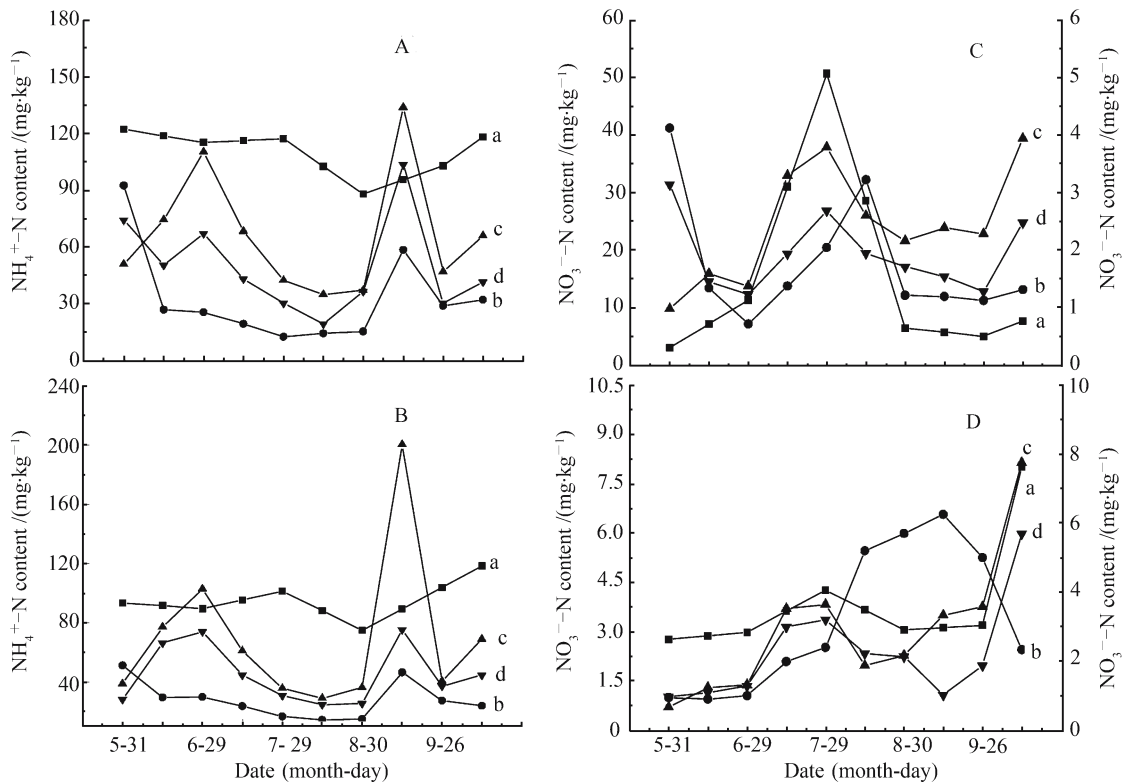 A
NH₄⁺−N content /(mg·kg⁻¹)
180
150
120
90
60
30
0
a
c
d
b
C
NO₃⁻−N content /(mg·kg⁻¹)
60
50
40
30
20
10
0
6
5
4
3
2
1
0
NO₃⁻−N content /(mg·kg⁻¹)
c
d
b
a
B
NH₄⁺−N content /(mg·kg⁻¹)
240
200
160
120
80
40
a
c
d
b
5-31 6-29 7- 29 8-30 9-26
Date (month-day)
D
NO₃⁻−N content /(mg·kg⁻¹)
10.5
9.0
7.5
6.0
4.5
3.0
1.5
0
10
8
6
4
2
0
NO₃⁻−N content /(mg·kg⁻¹)
c
a
d
b
5-31 6-29 7-29 8-30 9-26
Date (month-day)